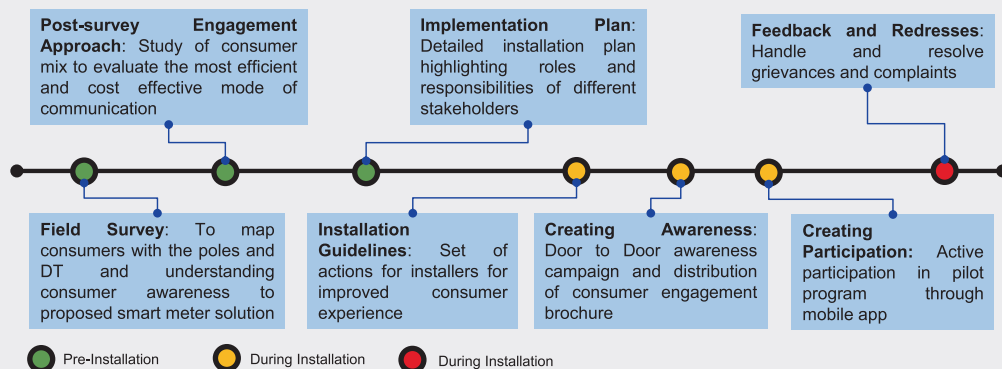 Post-survey Engagement
Approach: Study of consumer
mix to evaluate the most efficient
and cost effective mode of
communication
Implementation Plan:
Detailed installation plan
highlighting roles and
responsibilities of different
stakeholders
Feedback and Redresses:
Handle and resolve
grievances and complaints
Field Survey: To map
consumers with the poles and
DT and understanding
consumer awareness to
proposed smart meter solution
Installation
Guidelines: Set of
actions for installers for
improved consumer
experience
Creating Awareness:
Door to Door awareness
campaign and distribution
of consumer engagement
brochure
Creating
Participation: Active
participation in pilot
program through
mobile app
Pre-Installation
During Installation
During Installation